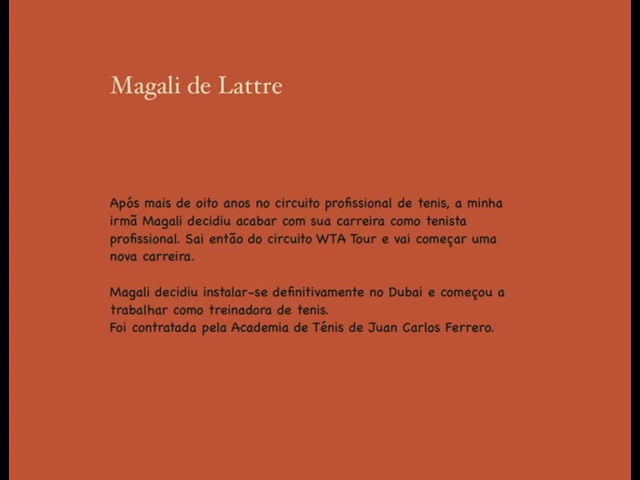 Magali de Lattre
Após mais de oito anos no circuito profissional de tenis, a minha
irmã Magali decidiu acabar com sua carreira como tenista
profissional. Sai então do circuito WTA Tour e vai começar uma
nova carreira.
Magali decidiu instalar-se definitivamente no Dubai e começou a
trabalhar como treinadora de tenis.
Foi contratada pela Academia de Ténis de Juan Carlos Ferrero.